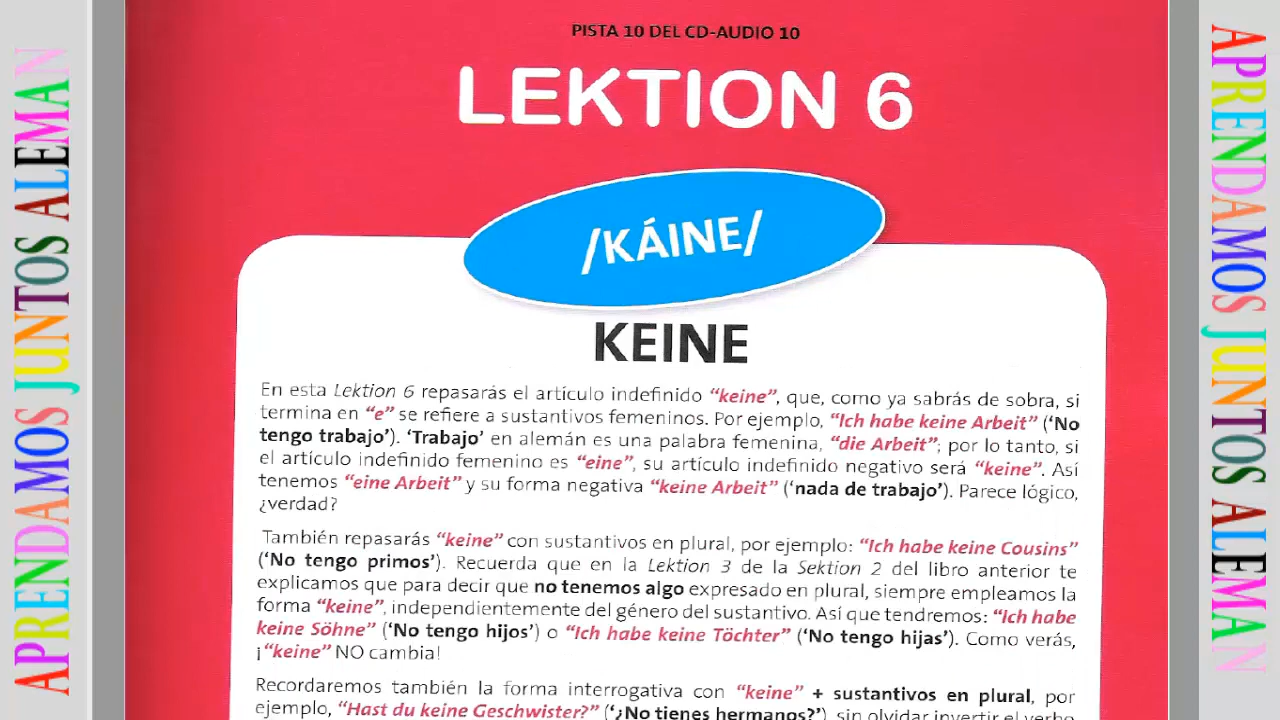 PISTA 10 DEL CD-AUDIO 10
LEKTION 6
/KÁINE/
KEINE
En esta Lektion 6 repasarás el artículo indefinido “keine”, que, como ya sabrás de sobra, si
termina en “e” se refiere a sustantivos femeninos. Por ejemplo, “Ich habe keine Arbeit” (‘No
tengo trabajo’). ‘Trabajo’ en alemán es una palabra femenina, “die Arbeit”; por lo tanto, si
el artículo indefinido femenino es “eine”, su artículo indefinido negativo será “keine”. Así
tenemos “eine Arbeit” y su forma negativa “keine Arbeit” (‘nada de trabajo’). Parece lógico,
¿verdad?
También repasarás “keine” con sustantivos en plural, por ejemplo: “Ich habe keine Cousins”
(‘No tengo primos’). Recuerda que en la Lektion 3 de la Sektion 2 del libro anterior te
explicamos que para decir que no tenemos algo expresado en plural, siempre empleamos la
forma “keine”, independientemente del género del sustantivo. Así que tendremos: “Ich habe
keine Söhne” (‘No tengo hijos’) o “Ich habe keine Töchter” (‘No tengo hijas’). Como verás,
¡“keine” NO cambia!
Recordaremos también la forma interrogativa con “keine” + sustantivos en plural, por
ejemplo, “Hast du keine Geschwister?” (‘¿No tienes hermanos?’), sin olvidar invertir el verbo
APRENDAMOS JUNTOS ALEMAN
APRENDAMOS JUNTOS ALEMAN